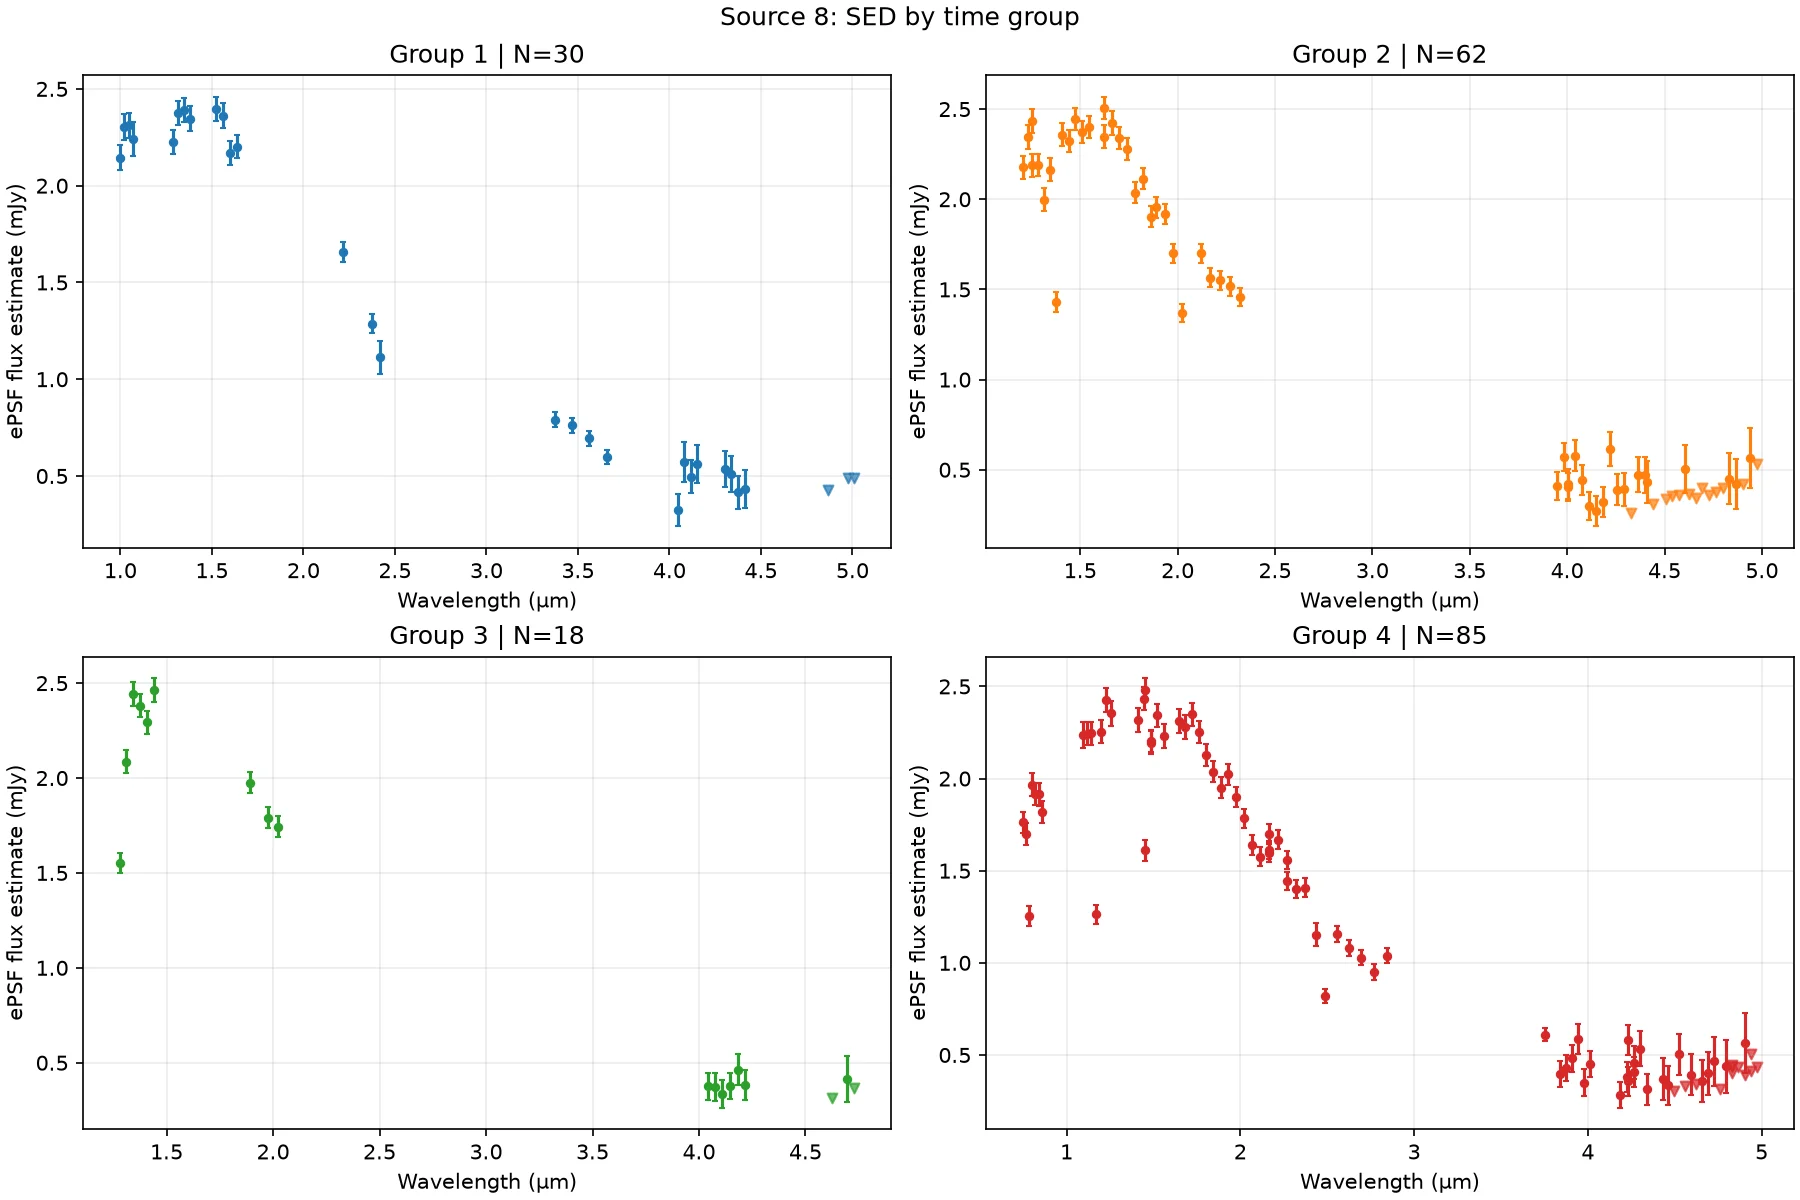 Source 8: SED by time group
Group 1 | N=30
2.5
2.0
1.5
1.0
0.5
ePSF flux estimate (mJy)
1.0 1.5 2.0 2.5 3.0 3.5 4.0 4.5 5.0
Wavelength (µm)
Group 2 | N=62
2.5
2.0
1.5
1.0
0.5
ePSF flux estimate (mJy)
1.5 2.0 2.5 3.0 3.5 4.0 4.5 5.0
Wavelength (µm)
Group 3 | N=18
2.5
2.0
1.5
1.0
0.5
ePSF flux estimate (mJy)
1.5 2.0 2.5 3.0 3.5 4.0 4.5
Wavelength (µm)
Group 4 | N=85
2.5
2.0
1.5
1.0
0.5
ePSF flux estimate (mJy)
1 2 3 4 5
Wavelength (µm)